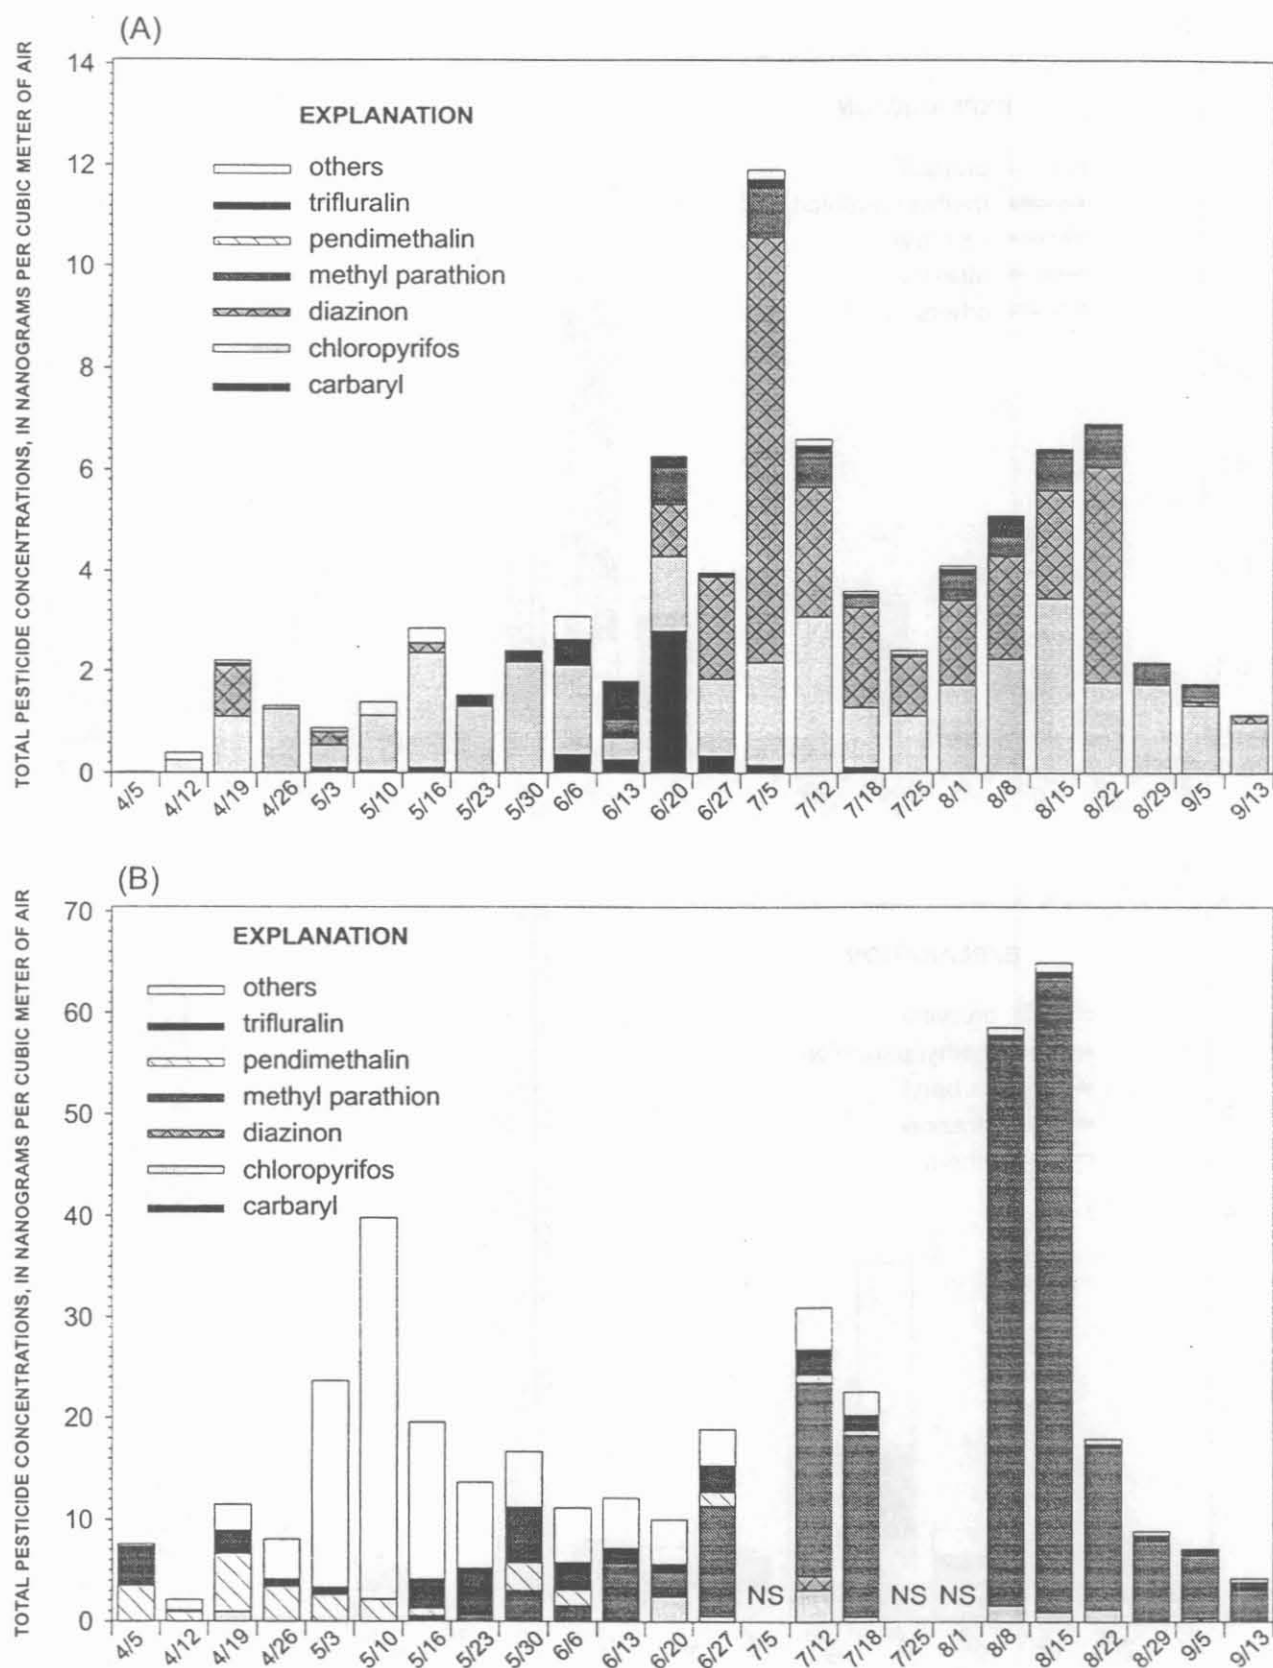 (A)
TOTAL PESTICIDE CONCENTRATIONS, IN NANOGRAMS PER CUBIC METER OF AIR
14
12
10
8
6
4
2
0
EXPLANATION
others
trifluralin
pendimethalin
methyl parathion
diazinon
chloropyrifos
carbaryl
4/5 4/12 4/19 4/26 5/3 5/10 5/16 5/23 5/30 6/6 6/13 6/20 6/27 7/5 7/12 7/18 7/25 8/1 8/8 8/15 8/22 8/29 9/5 9/13
(B)
TOTAL PESTICIDE CONCENTRATIONS, IN NANOGRAMS PER CUBIC METER OF AIR
70
60
50
40
30
20
10
0
EXPLANATION
others
trifluralin
pendimethalin
methyl parathion
diazinon
chloropyrifos
carbaryl
NS NS NS
4/5 4/12 4/19 4/26 5/3 5/10 5/16 5/23 5/30 6/6 6/13 6/20 6/27 7/5 7/12 7/18 7/25 8/1 8/8 8/15 8/22 8/29 9/5 9/13